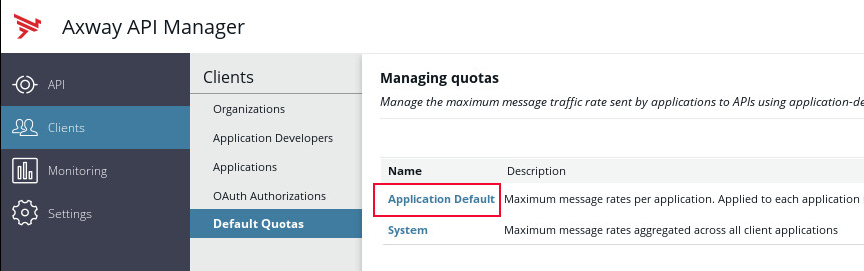 Axway API Manager
API
Clients
Monitoring
Settings
Clients
Organizations
Application Developers
Applications
OAuth Authorizations
Default Quotas
Managing quotas
Manage the maximum message traffic rate sent by applications to APIs using application-de
Name Description
Application Default Maximum message rates per application. Applied to each application
System Maximum message rates aggregated across all client applications